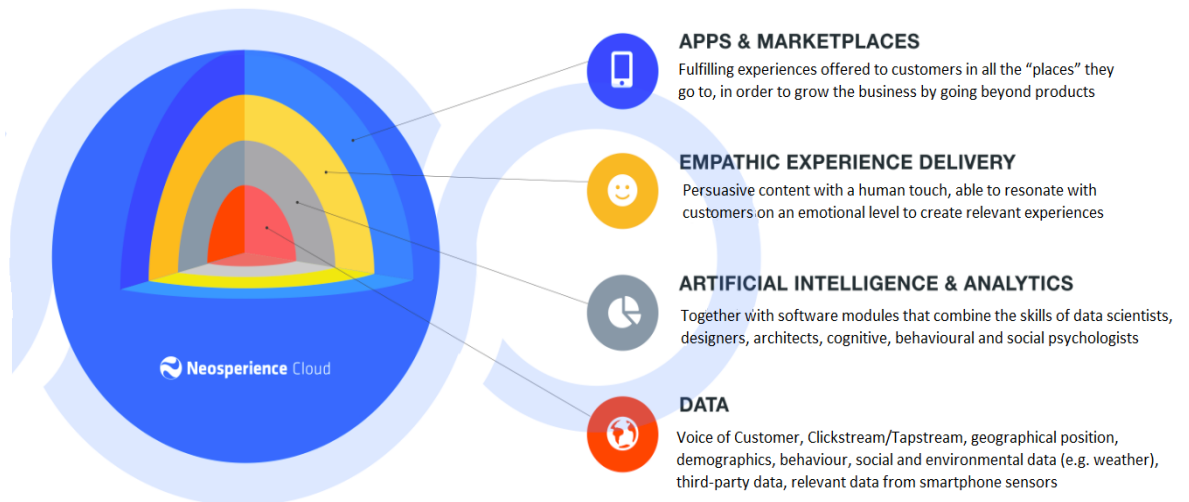 APPS & MARKETPLACES
Fulfilling experiences offered to customers in all the “places” they
go to, in order to grow the business by going beyond products
EMPATHIC EXPERIENCE DELIVERY
Persuasive content with a human touch, able to resonate with
customers on an emotional level to create relevant experiences
ARTIFICIAL INTELLIGENCE & ANALYTICS
Together with software modules that combine the skills of data scientists,
designers, architects, cognitive, behavioural and social psychologists
Neosperience Cloud
DATA
Voice of Customer, Clickstream/Tapstream, geographical position,
demographics, behaviour, social and environmental data (e.g. weather),
third-party data, relevant data from smartphone sensors